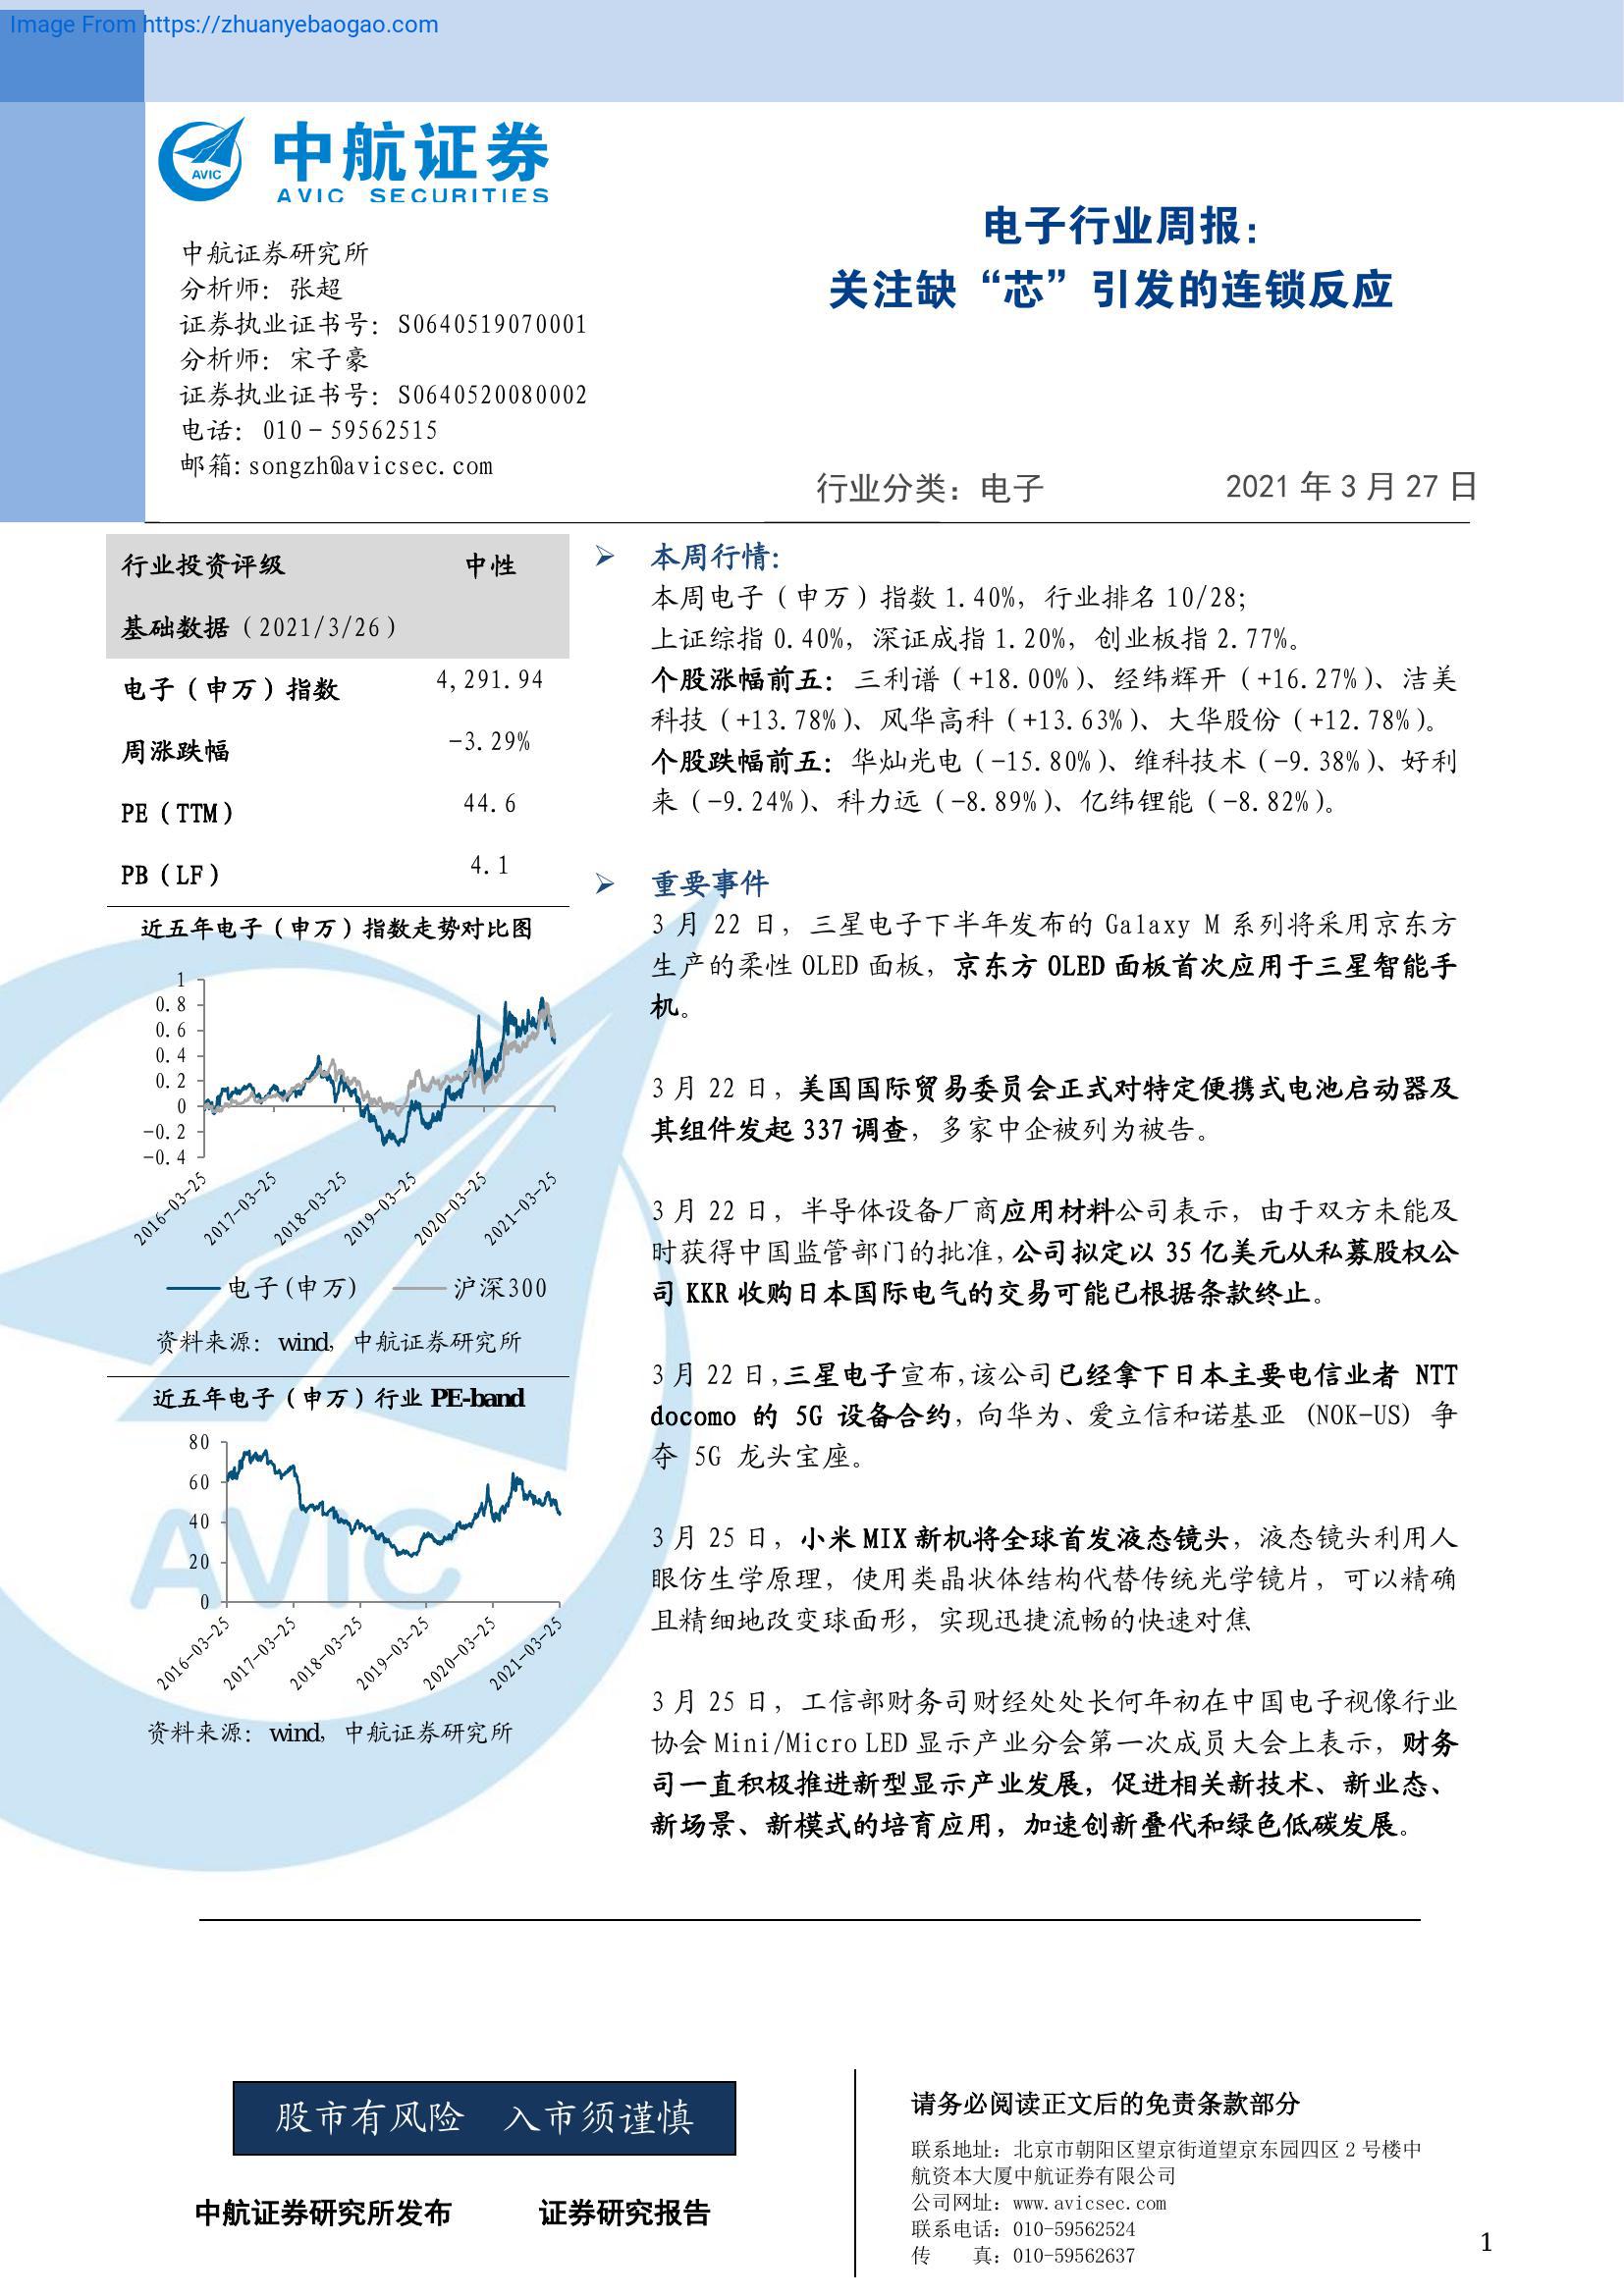 Image From https://zhuanyebaogao.com
AVIC
中航证券
AVIC SECURITIES
中航证券研究所
分析师：张超
证券执业证书号：S0640519070001
分析师：宋子豪
证券执业证书号：S0640520080002
电话：010-59562515
邮箱:songzh@avicsec.com
电子行业周报：
关注缺“芯”引发的连锁反应
行业分类：电子 2021 年 3 月 27 日
行业投资评级 中性
基础数据（2021/3/26）
电子（申万）指数 4,291.94
周涨跌幅 -3.29%
PE（TTM） 44.6
PB（LF） 4.1
近五年电子（申万）指数走势对比图
1
0.8
0.6
0.4
0.2
0
-0.2
-0.4
2016-03-25
2017-03-25
2018-03-25
2019-03-25
2020-03-25
2021-03-25
电子(申万) 沪深300
资料来源：wind，中航证券研究所
近五年电子（申万）行业 PE-band
80
60
40
20
0
2016-03-25
2017-03-25
2018-03-25
2019-03-25
2020-03-25
2021-03-25
资料来源：wind，中航证券研究所
AVIC
➢ 本周行情：
本周电子（申万）指数 1.40%，行业排名 10/28；
上证综指 0.40%，深证成指 1.20%，创业板指 2.77%。
个股涨幅前五：三利谱（+18.00%）、经纬辉开（+16.27%）、洁美
科技（+13.78%）、风华高科（+13.63%）、大华股份（+12.78%）。
个股跌幅前五：华灿光电（-15.80%）、维科技术（-9.38%）、好利
来（-9.24%）、科力远（-8.89%）、亿纬锂能（-8.82%）。
➢ 重要事件
3 月 22 日，三星电子下半年发布的 Galaxy M 系列将采用京东方
生产的柔性 OLED 面板，京东方 OLED 面板首次应用于三星智能手
机。
3 月 22 日，美国国际贸易委员会正式对特定便携式电池启动器及
其组件发起 337 调查，多家中企被列为被告。
3 月 22 日，半导体设备厂商应用材料公司表示，由于双方未能及
时获得中国监管部门的批准，公司拟定以 35 亿美元从私募股权公
司 KKR 收购日本国际电气的交易可能已根据条款终止。
3 月 22 日,三星电子宣布,该公司已经拿下日本主要电信业者 NTT
docomo 的 5G 设备合约，向华为、爱立信和诺基亚 (NOK-US) 争
夺 5G 龙头宝座。
3 月 25 日，小米 MIX 新机将全球首发液态镜头，液态镜头利用人
眼仿生学原理，使用类晶状体结构代替传统光学镜片，可以精确
且精细地改变球面形，实现迅捷流畅的快速对焦
3 月 25 日，工信部财务司财经处处长何年初在中国电子视像行业
协会 Mini/Micro LED 显示产业分会第一次成员大会上表示，财务
司一直积极推进新型显示产业发展，促进相关新技术、新业态、
新场景、新模式的培育应用，加速创新叠代和绿色低碳发展。
股市有风险 入市须谨慎
中航证券研究所发布 证券研究报告
请务必阅读正文后的免责条款部分
联系地址：北京市朝阳区望京街道望京东园四区 2 号楼中
航资本大厦中航证券有限公司
公司网址：www.avicsec.com
联系电话：010-59562524
传 真：010-59562637
1